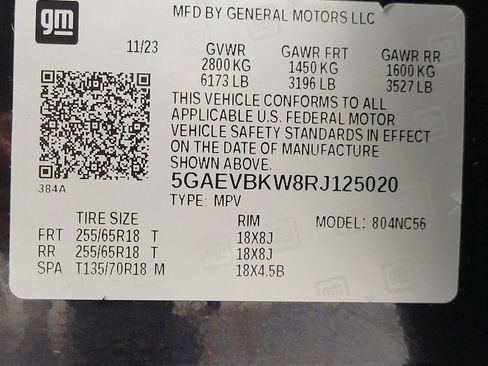 gm
MFD BY GENERAL MOTORS LLC
11/23 GVWR GAWR FRT GAWR RR
2800 KG 1450 KG 1600 KG
6173 LB 3196 LB 3527 LB
THIS VEHICLE CONFORMS TO ALL
APPLICABLE U.S. FEDERAL MOTOR
VEHICLE SAFETY STANDARDS IN EFFECT
ON THE DATE OF MANUFACTURE
SHOWN ABOVE.
384A
5GAEVBKW8RJ125020
TYPE: MPV
TIRE SIZE RIM MODEL: 804NC56
FRT 255/65R18 T 18X8J
RR 255/65R18 T 18X8J
SPA T135/70R18 M 18X4.5B